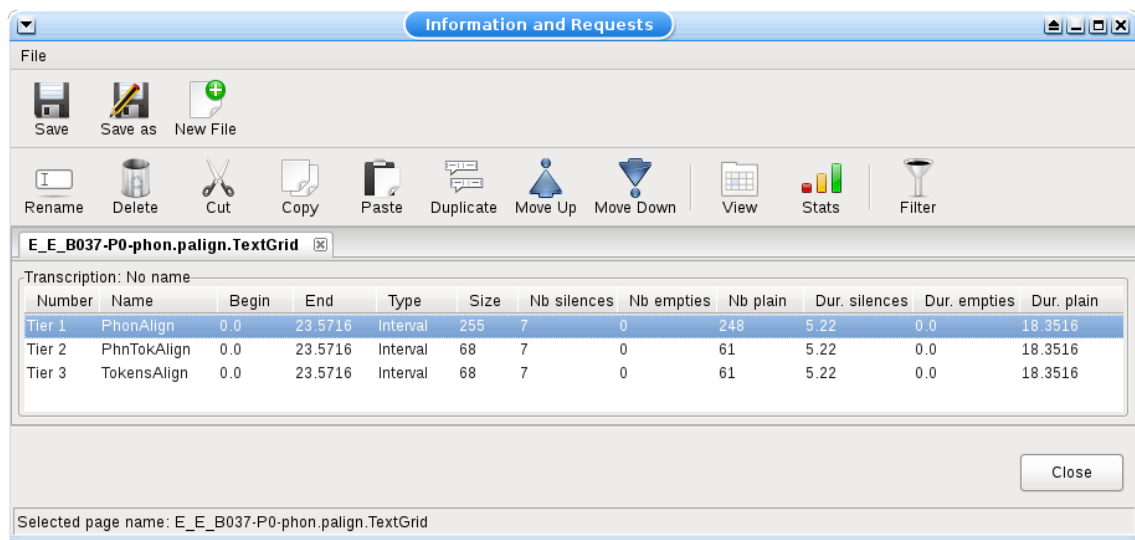 Information and Requests
File
Save Save as New File
Rename Delete Cut Copy Paste Duplicate Move Up Move Down View Stats Filter
E_E_B037-P0-phon.palign.TextGrid
Transcription: No name
Number Name Begin End Type Size Nb silences Nb empties Nb plain Dur. silences Dur. empties Dur. plain
Tier 1 PhonAlign 0.0 23.5716 Interval 255 7 0 248 5.22 0.0 18.3516
Tier 2 PhnTokAlign 0.0 23.5716 Interval 68 7 0 61 5.22 0.0 18.3516
Tier 3 TokensAlign 0.0 23.5716 Interval 68 7 0 61 5.22 0.0 18.3516
Close
Selected page name: E_E_B037-P0-phon.palign.TextGrid